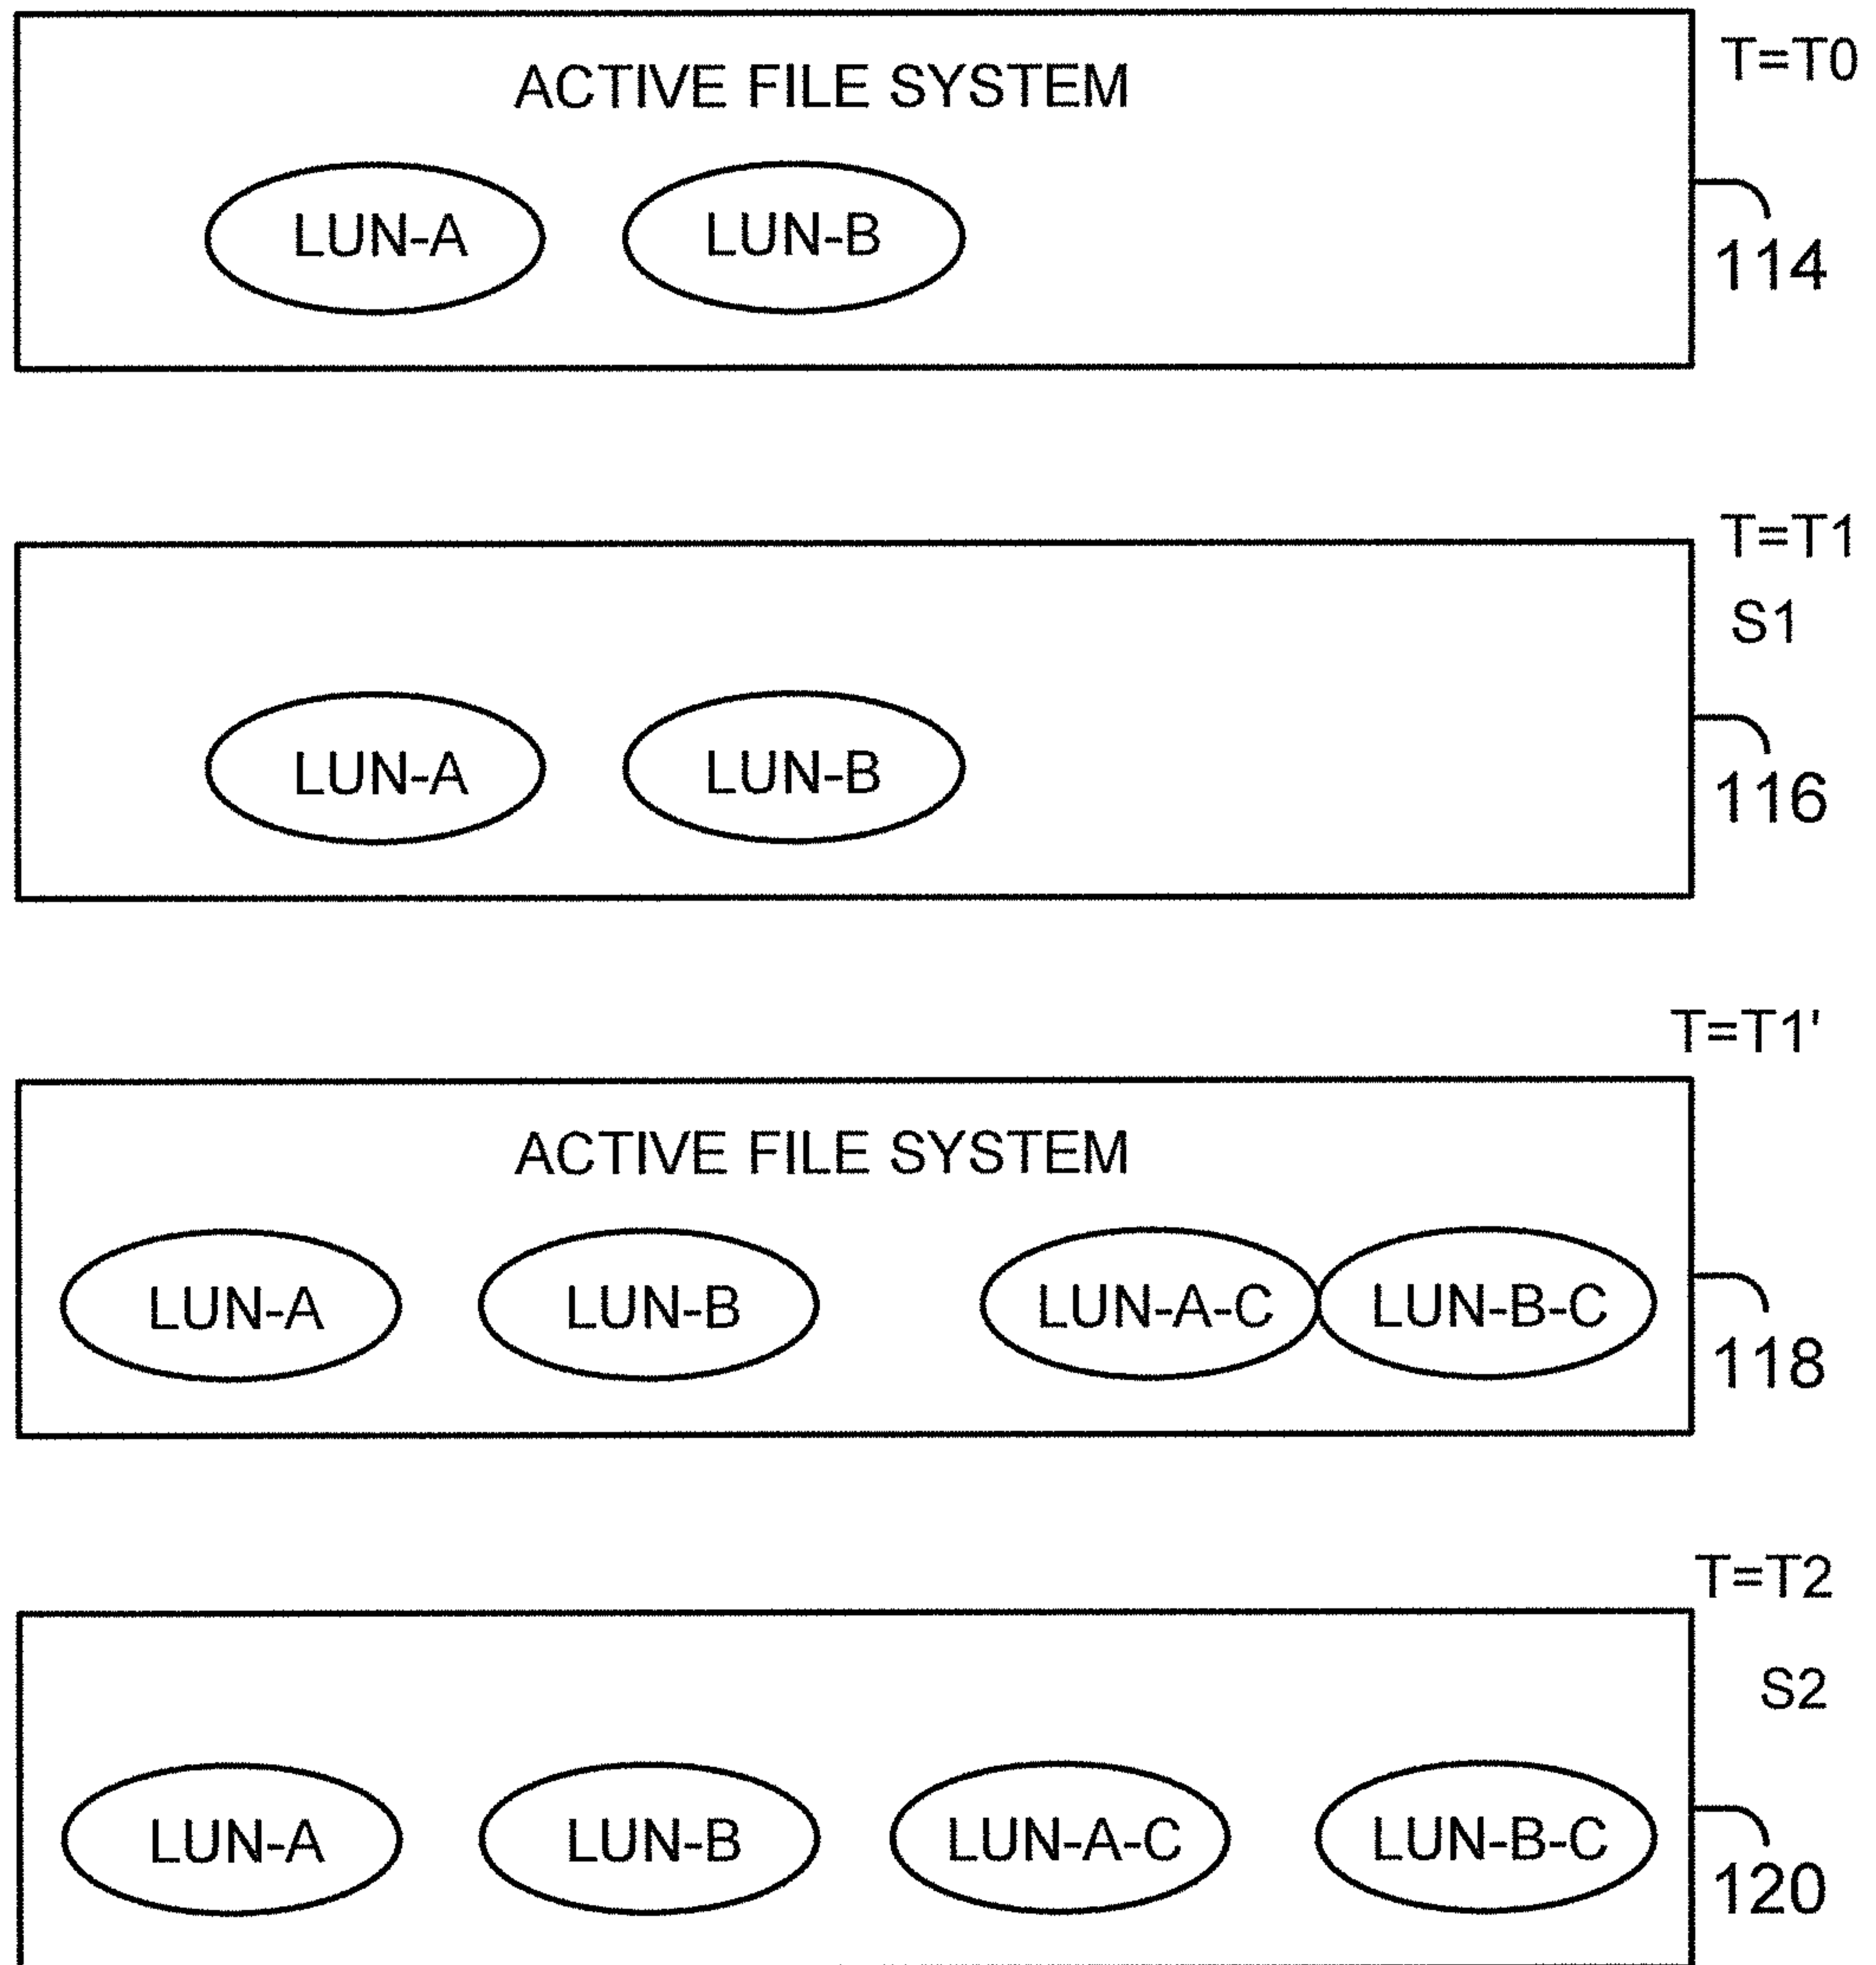 ACTIVE FILE SYSTEM
T=T0
LUN-A
LUN-B
114
T=T1
S1
LUN-A
LUN-B
116
T=T1'
ACTIVE FILE SYSTEM
LUN-A
LUN-B
LUN-A-C
LUN-B-C
118
T=T2
S2
LUN-A
LUN-B
LUN-A-C
LUN-B-C
120